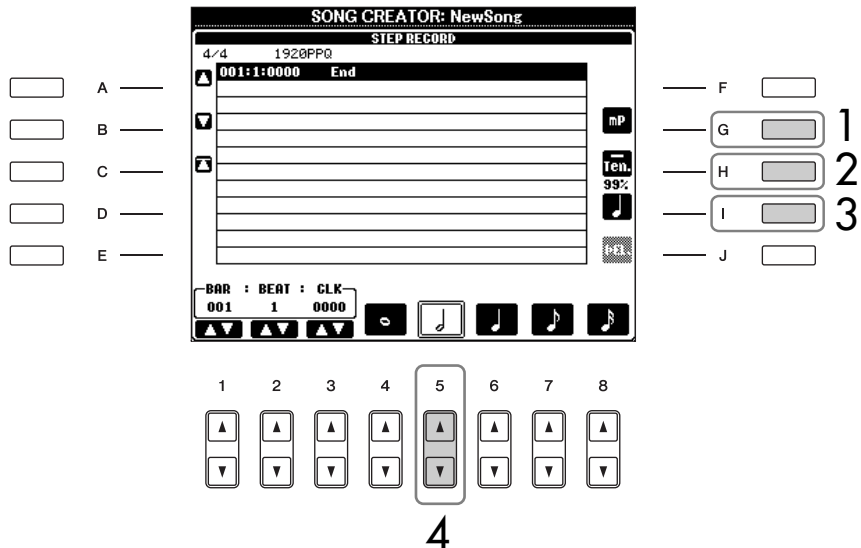 SONG CREATOR: NewSong
STEP RECORD
4/4 1920PPQ
001:1:0000 End
A
B
C
D
E
F
G
H
I
J
1
2
3
mP
Ten.
99%
DEL.
BAR : BEAT : CLK
001 1 0000
1 2 3 4 5 6 7 8
4